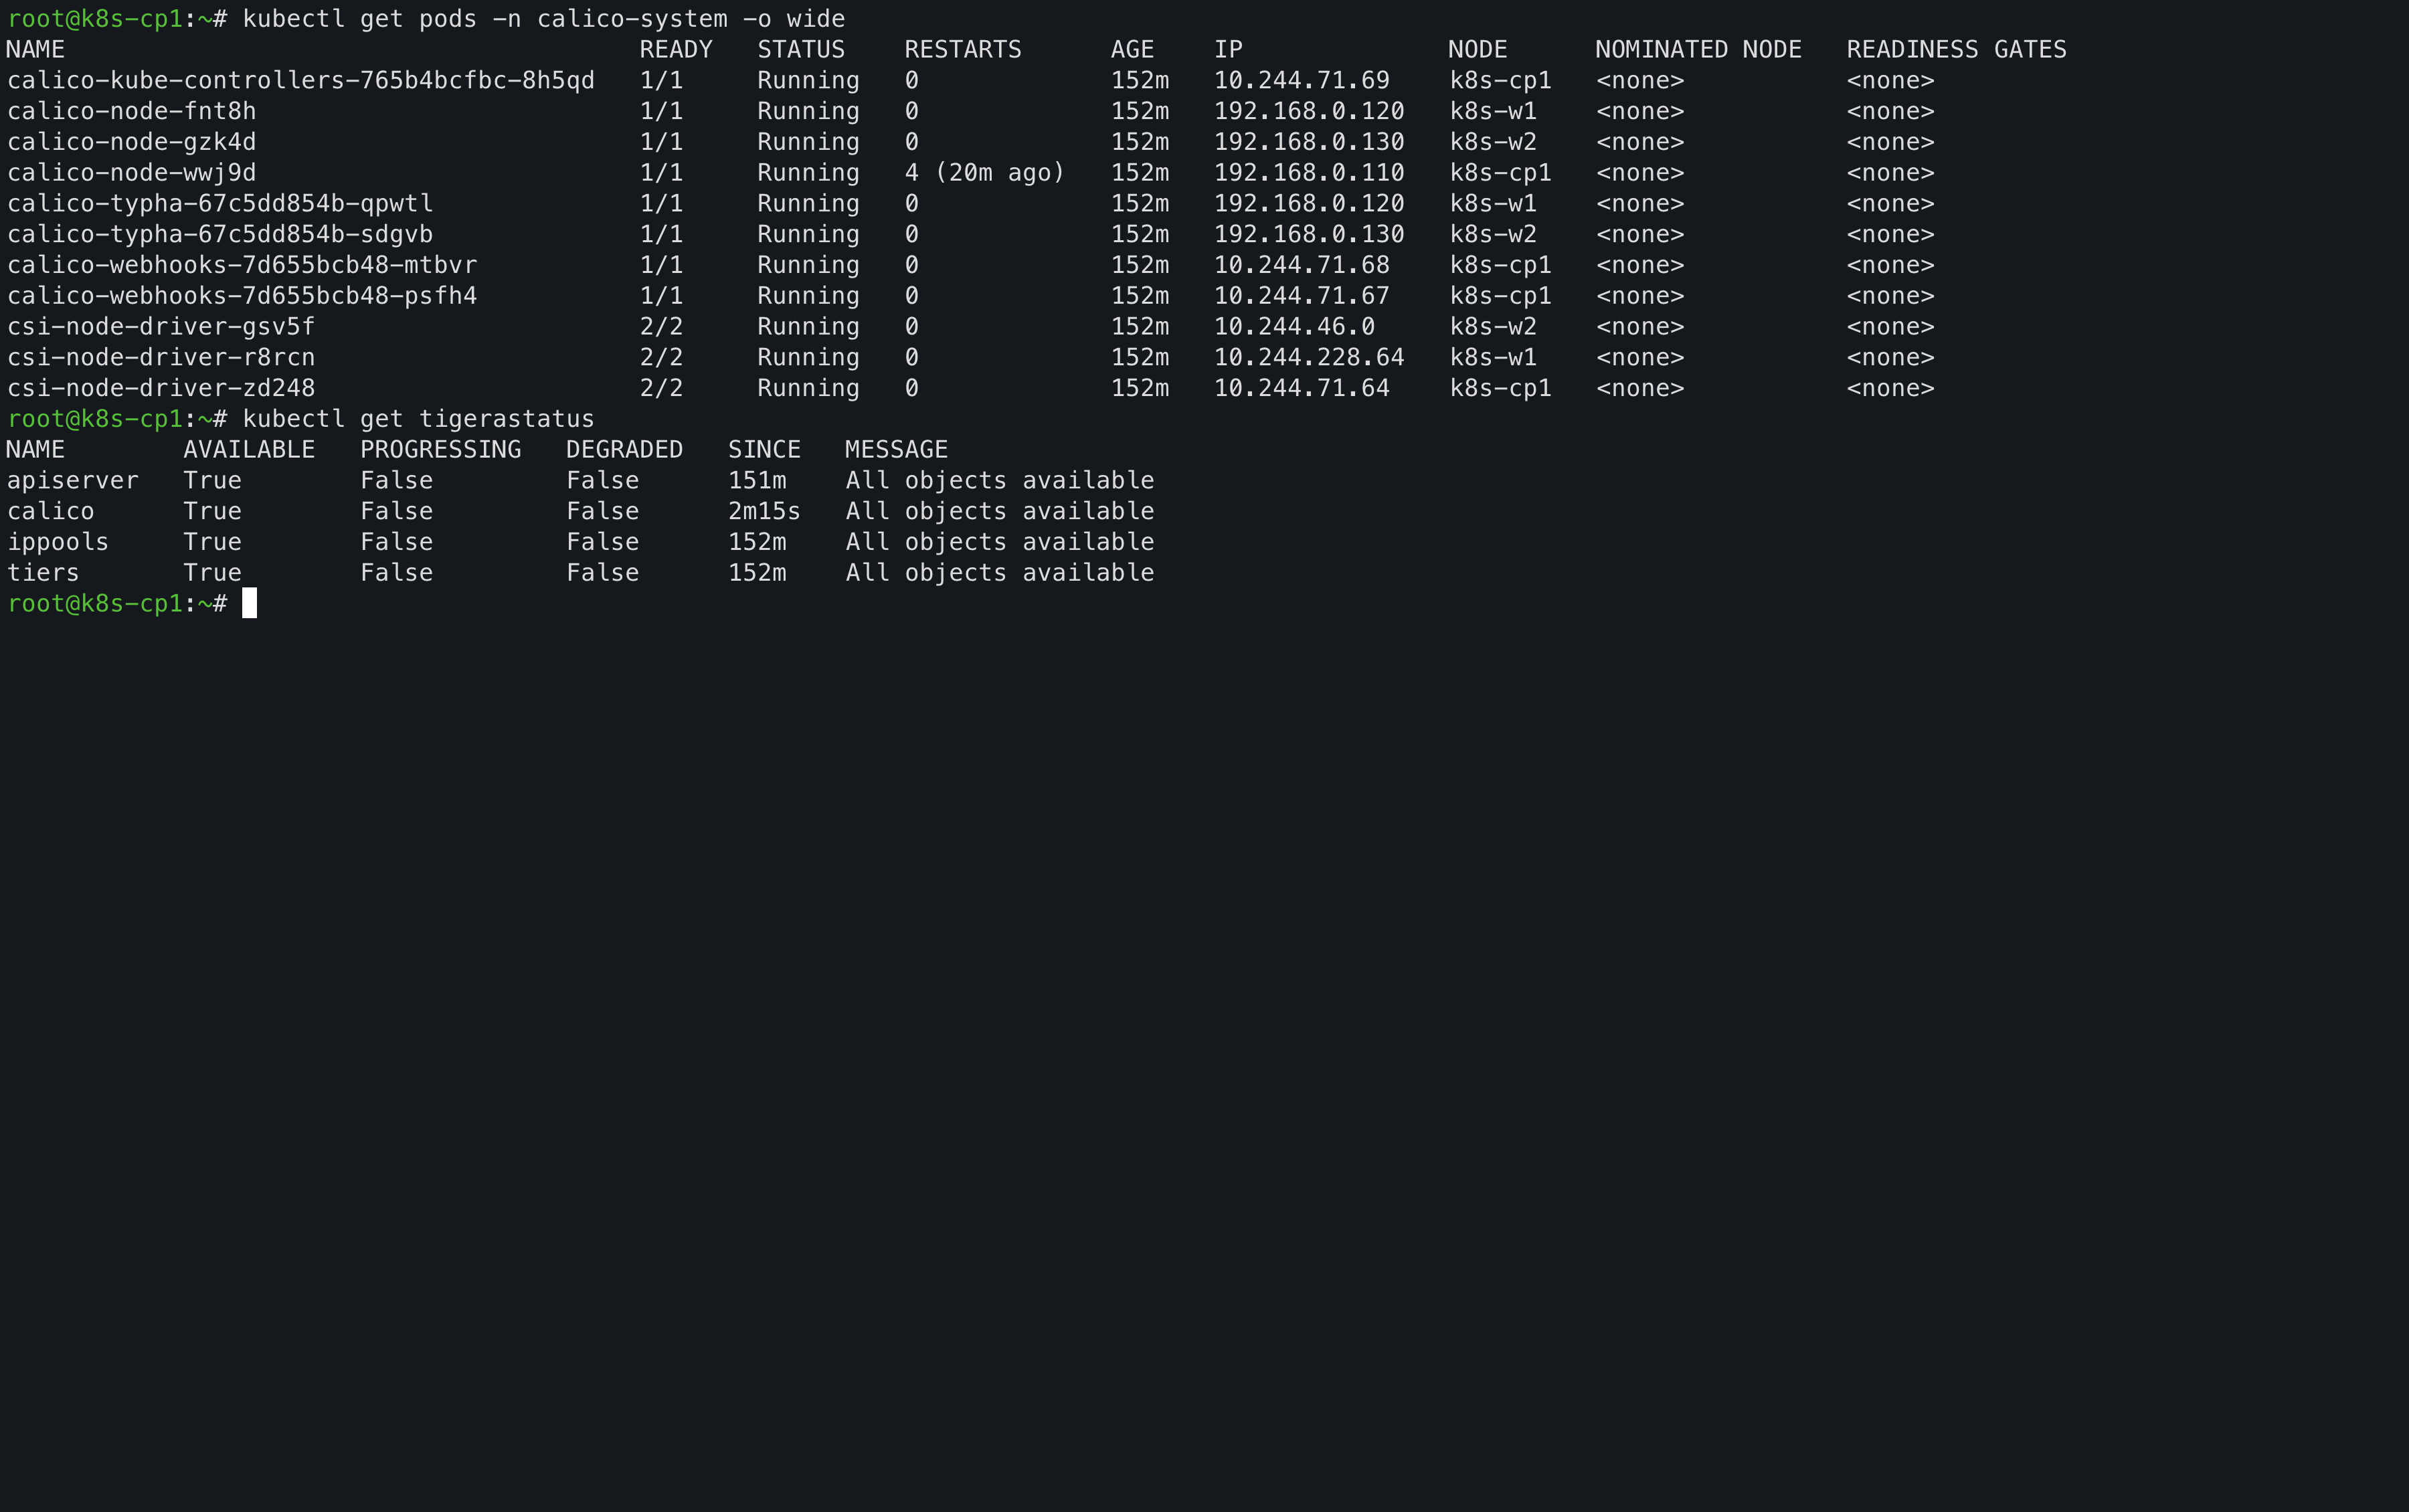 root@k8s-cp1:~# kubectl get pods -n calico-system -o wide
NAME                                       READY   STATUS    RESTARTS      AGE    IP               NODE      NOMINATED NODE   READINESS GATES
calico-kube-controllers-765b4bcfbc-8h5qd   1/1     Running   0             152m   10.244.71.69     k8s-cp1   <none>           <none>
calico-node-fnt8h                          1/1     Running   0             152m   192.168.0.120    k8s-w1    <none>           <none>
calico-node-gzk4d                          1/1     Running   0             152m   192.168.0.130    k8s-w2    <none>           <none>
calico-node-wwj9d                          1/1     Running   4 (20m ago)   152m   192.168.0.110    k8s-cp1   <none>           <none>
calico-typha-67c5dd854b-qpwtl              1/1     Running   0             152m   192.168.0.120    k8s-w1    <none>           <none>
calico-typha-67c5dd854b-sdgvb              1/1     Running   0             152m   192.168.0.130    k8s-w2    <none>           <none>
calico-webhooks-7d655bcb48-mtbvr           1/1     Running   0             152m   10.244.71.68     k8s-cp1   <none>           <none>
calico-webhooks-7d655bcb48-psfh4           1/1     Running   0             152m   10.244.71.67     k8s-cp1   <none>           <none>
csi-node-driver-gsv5f                      2/2     Running   0             152m   10.244.46.0      k8s-w2    <none>           <none>
csi-node-driver-r8rcn                      2/2     Running   0             152m   10.244.228.64    k8s-w1    <none>           <none>
csi-node-driver-zd248                      2/2     Running   0             152m   10.244.71.64     k8s-cp1   <none>           <none>
root@k8s-cp1:~# kubectl get tigerastatus
NAME        AVAILABLE   PROGRESSING   DEGRADED   SINCE   MESSAGE
apiserver   True        False         False      151m    All objects available
calico      True        False         False      2m15s   All objects available
ippools     True        False         False      152m    All objects available
tiers       True        False         False      152m    All objects available
root@k8s-cp1:~#